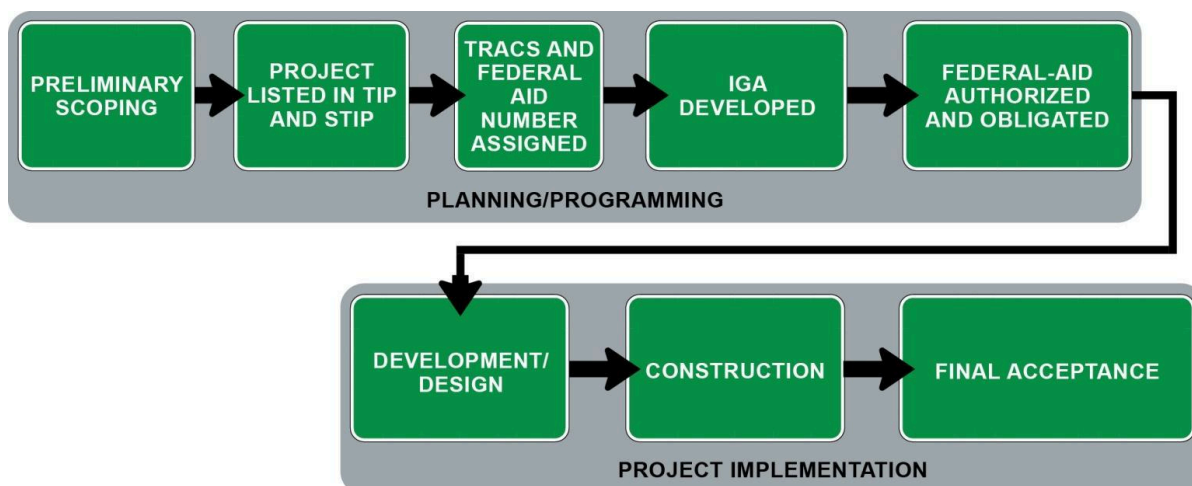 PRELIMINARY
SCOPING
PROJECT
LISTED IN TIP
AND STIP
TRACS AND
FEDERAL
AID
NUMBER
ASSIGNED
IGA
DEVELOPED
FEDERAL-AID
AUTHORIZED
AND OBLIGATED
PLANNING/PROGRAMMING
DEVELOPMENT/
DESIGN
CONSTRUCTION
FINAL ACCEPTANCE
PROJECT IMPLEMENTATION